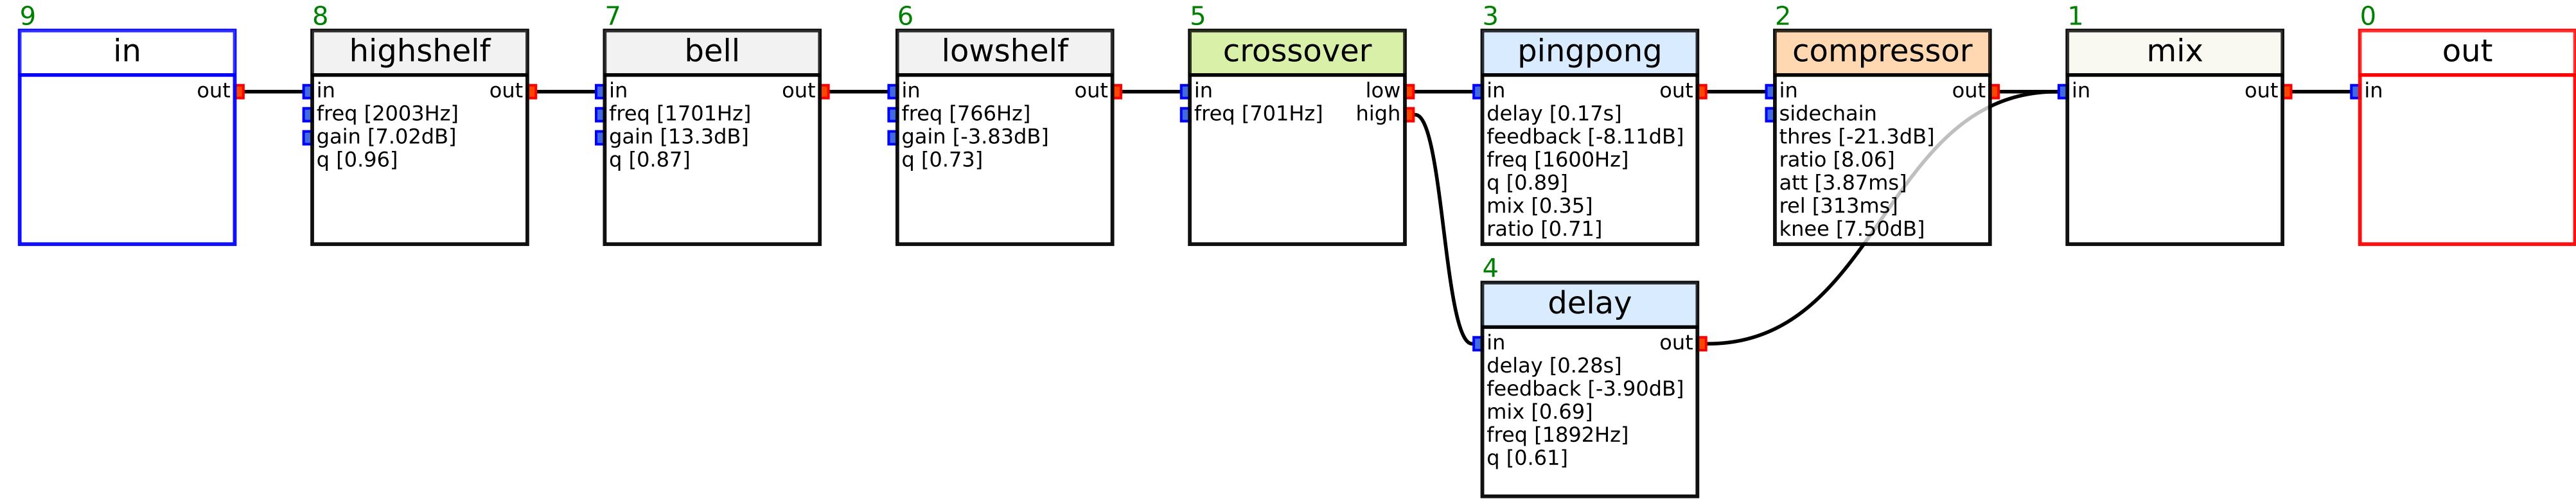 9
in
out
8
highshelf
in out
freq [2003Hz]
gain [7.02dB]
q [0.96]
7
bell
in out
freq [1701Hz]
gain [13.3dB]
q [0.87]
6
lowshelf
in out
freq [766Hz]
gain [-3.83dB]
q [0.73]
5
crossover
in low
freq [701Hz] high
3
pingpong
in out
delay [0.17s]
feedback [-8.11dB]
freq [1600Hz]
q [0.89]
mix [0.35]
ratio [0.71]
2
compressor
in out
sidechain
thres [-21.3dB]
ratio [8.06]
att [3.87ms]
rel [313ms]
knee [7.50dB]
1
mix
in out
0
out
in
4
delay
in out
delay [0.28s]
feedback [-3.90dB]
mix [0.69]
freq [1892Hz]
q [0.61]